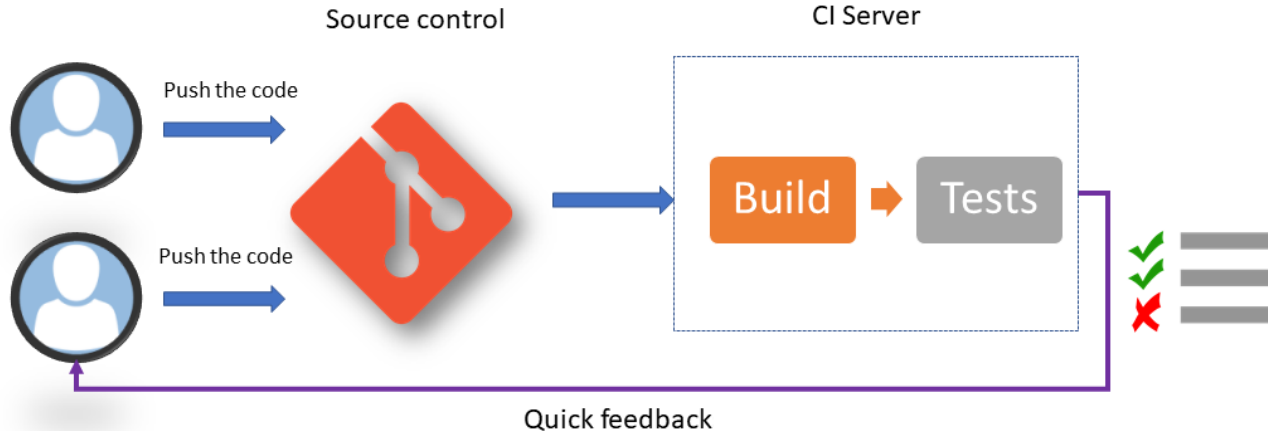 Source control
CI Server
Push the code
Build
Tests
Push the code
Quick feedback